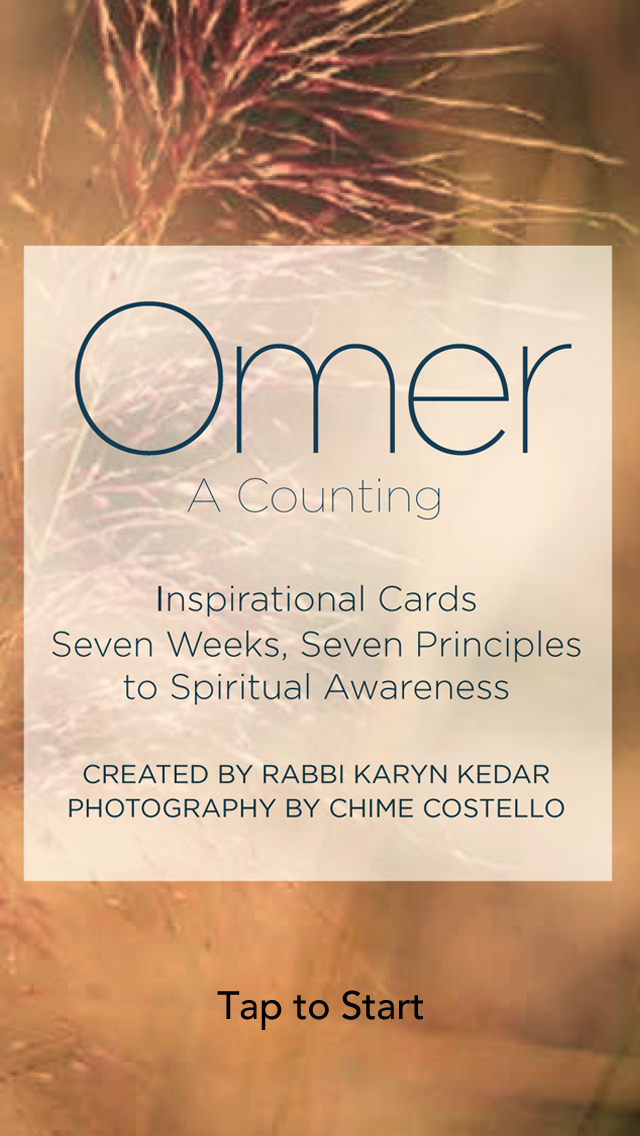 Omer
A Counting
Inspirational Cards
Seven Weeks, Seven Principles
to Spiritual Awareness
CREATED BY RABBI KARYN KEDAR
PHOTOGRAPHY BY CHIME COSTELLO
Tap to Start